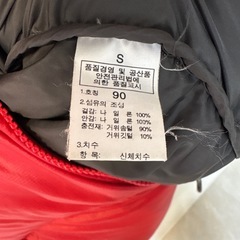 S
품질경영 및 공산품
안전관리법에
의한 품질표시
1.호칭 90
2.섬유의 조성
겉감: 나 일 론 100%
안감: 나 일 론 100%
충전재: 거위솜털 90%
거위깃털 10%
3.치수
항 목: 신체치수